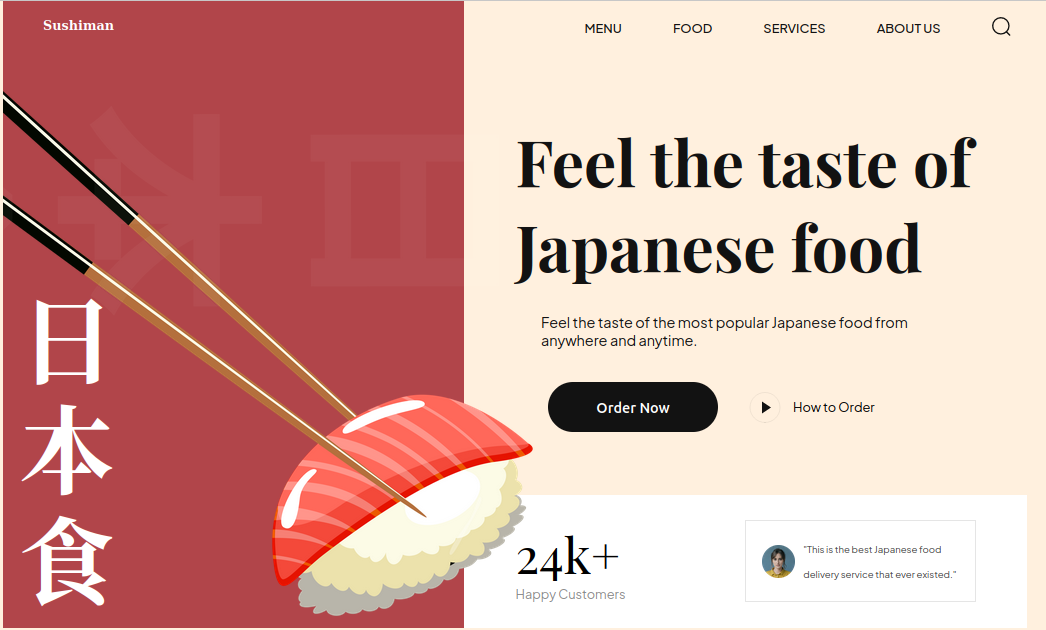 Sushiman
MENU
FOOD
SERVICES
ABOUT US
日
本
食
Feel the taste of
Japanese food
Feel the taste of the most popular Japanese food from
anywhere and anytime.
Order Now
How to Order
24k+
Happy Customers
"This is the best Japanese food
delivery service that ever existed."